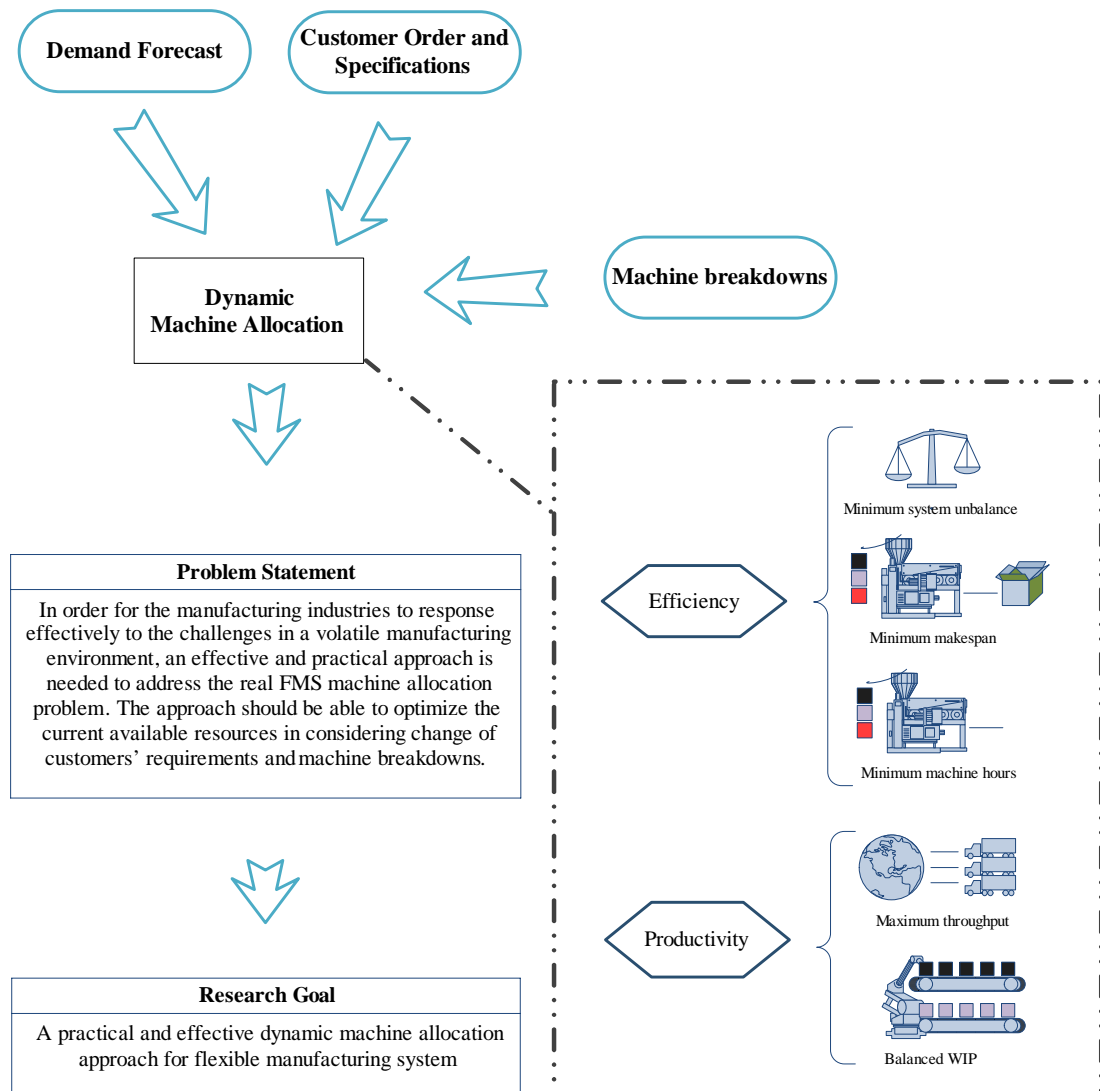 Demand Forecast
Customer Order and
Specifications
Machine breakdowns
Dynamic
Machine Allocation
Problem Statement
In order for the manufacturing industries to response
effectively to the challenges in a volatile manufacturing
environment, an effective and practical approach is
needed to address the real FMS machine allocation
problem. The approach should be able to optimize the
current available resources in considering change of
customers’ requirements and machine breakdowns.
Research Goal
A practical and effective dynamic machine allocation
approach for flexible manufacturing system
Efficiency
Minimum system unbalance
Minimum makespan
Minimum machine hours
Productivity
Maximum throughput
Balanced WIP